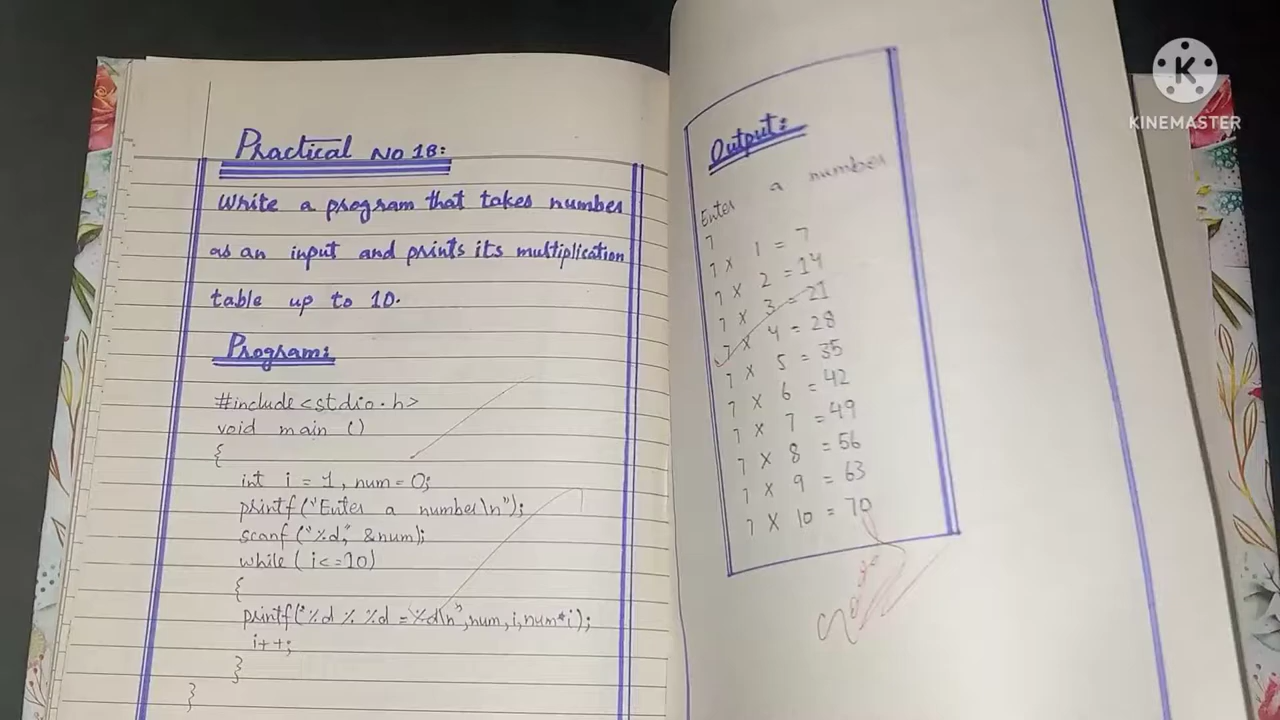 Practical No 18:
Write a program that takes number
as an input and prints its multiplication
table up to 10.
Program:
#include<stdio.h>
void main ()
{
int i = 1, num = 0;
printf("Enter a number\n");
scanf("%d," &num);
while (i<=10)
{
printf("%d % %d = %d\n", num, i, num*i);
i++;
}
}
Output:
Enter a number
7
7 x 1 = 7
7 x 2 = 14
7 x 3 = 21
7 x 4 = 28
7 x 5 = 35
7 x 6 = 42
7 x 7 = 49
7 x 8 = 56
7 x 9 = 63
7 x 10 = 70
K
KINEMASTER